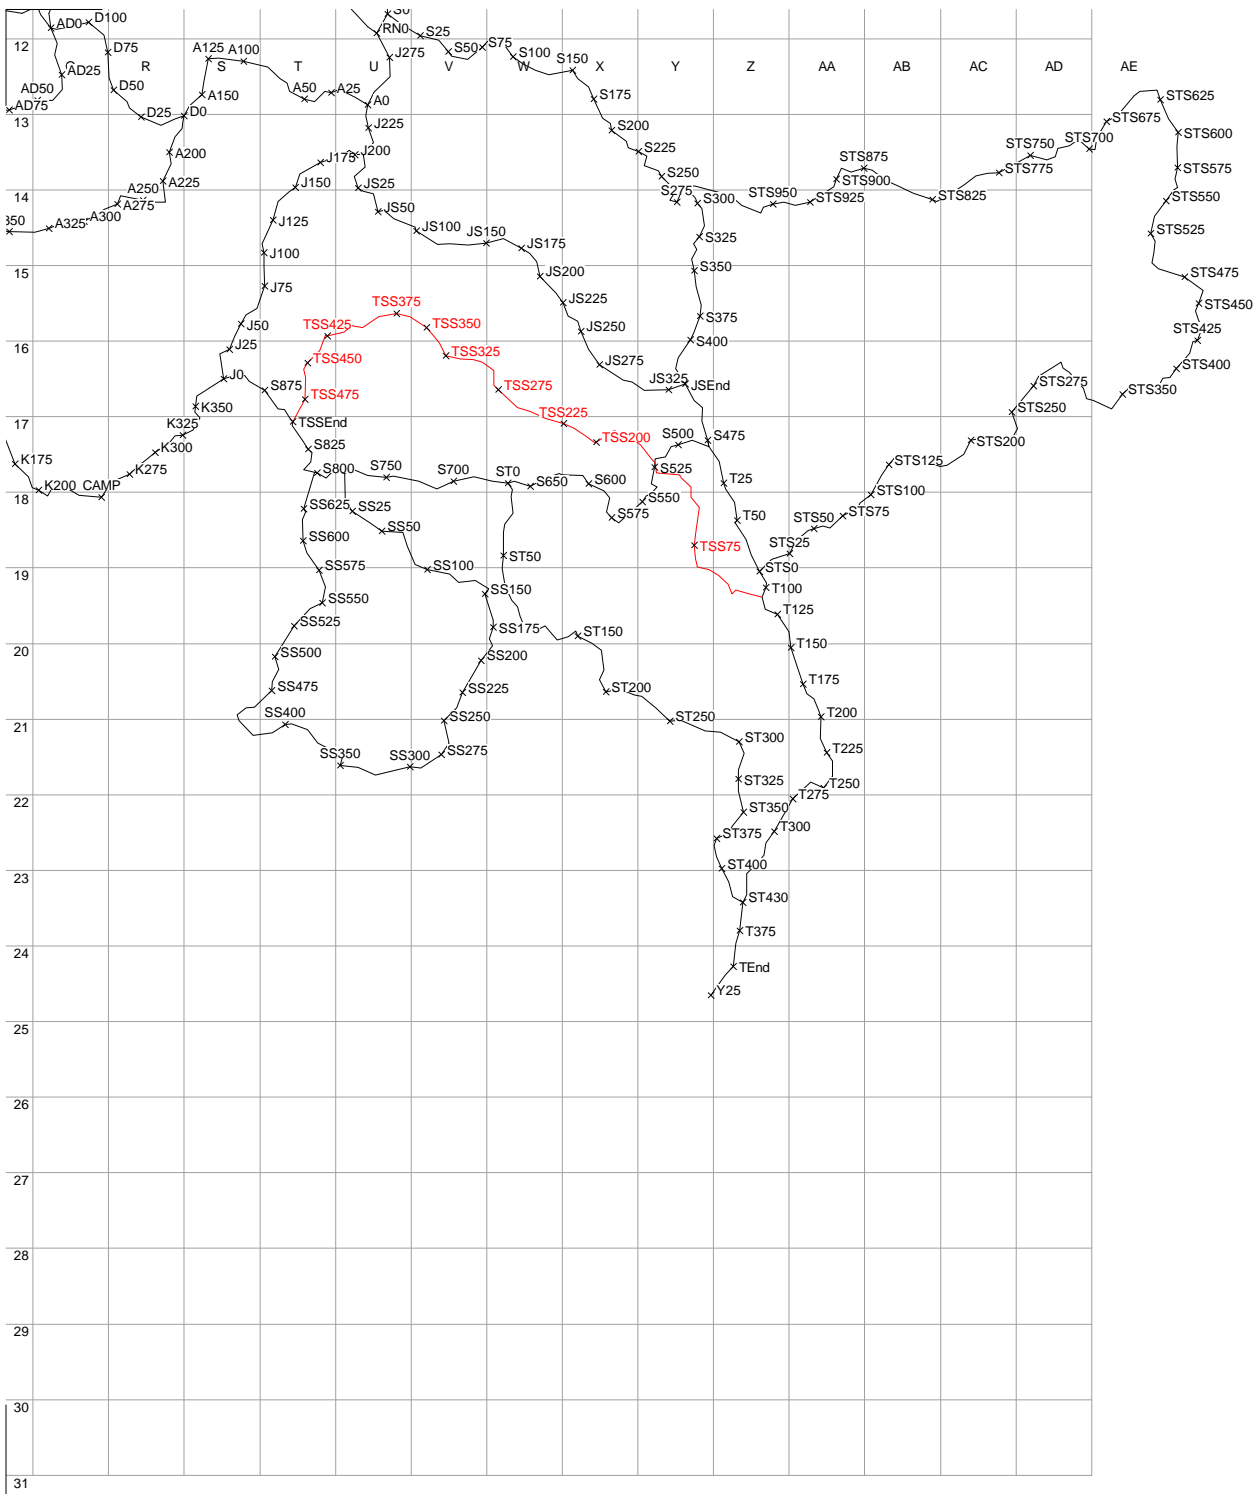 S0
AD0 D100
RN0 S25
12 D75 A125 A100 J275 S50 S75 S100 S150
R S T U V W X Y Z AA AB AC AD AE
AD25
AD50 D50 A150 A50 A25 A0 S175 STS625
AD75
13 D25 D0 J225 S200 STS750 STS700 STS675 STS600
A200 J175 J200 S225 STS875 STS775 STS575
A250 A225 J150 JS25 S250 STS900
14 A275 S275 S300 STS950 STS925 STS825 STS550
A325 A300 J125 JS50
350 JS100 JS150 S325 STS525
J100 JS175
15 JS200 S350 STS475
J75 TSS375 JS225 STS450
J50 TSS425 TSS350 JS250 S375 STS425
16 J25 TSS450 TSS325 JS275 S400 STS400
J0 S875 TSS475 TSS275 JS325 JSEnd STS275 STS350
K350 TSSEnd TSS225 STS250
17 K325 S825 TSS200 S500 S475 STS200
K175 K300 S800 S750 S700 ST0 S650 S600 S525 T25 STS125
K200 CAMP K275
18 SS625 SS25 S575 S550 T50 STS50 STS75 STS100
SS600 SS50 ST50 TSS75 STS25
19 SS575 SS100 STS0
SS550 SS150 T100
SS525 SS175 ST150 T125
20 SS500 SS200 T150
SS475 SS225 ST200 T175
21 SS400 SS250 ST250 T200
SS350 SS300 SS275 ST300 T225
ST325 T250
22 ST350 T275
ST375 T300
23 ST400
ST430
24 T375
TEnd
Y25
25
26
27
28
29
30
31